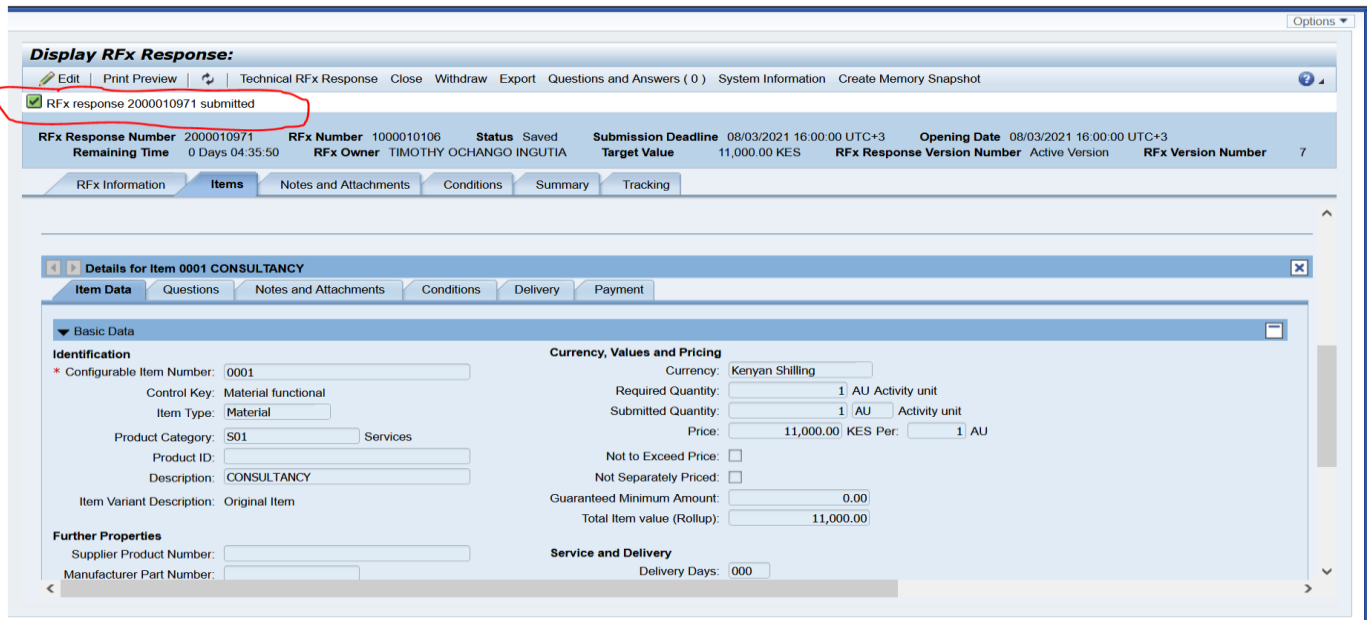 Options
Display RFx Response:
Edit | Print Preview | | Technical RFx Response Close Withdraw Export Questions and Answers ( 0 ) System Information Create Memory Snapshot
RFx response 2000010971 submitted
RFx Response Number 2000010971 RFx Number 1000010106 Status Saved Submission Deadline 08/03/2021 16:00:00 UTC+3 Opening Date 08/03/2021 16:00:00 UTC+3
Remaining Time 0 Days 04:35:50 RFx Owner TIMOTHY OCHANGO INGUTIA Target Value 11,000.00 KES RFx Response Version Number Active Version RFx Version Number 7
RFx Information Items Notes and Attachments Conditions Summary Tracking
Details for Item 0001 CONSULTANCY
Item Data Questions Notes and Attachments Conditions Delivery Payment
Basic Data
Identification Currency, Values and Pricing
* Configurable Item Number: 0001 Currency: Kenyan Shilling
Control Key: Material functional Required Quantity: 1 AU Activity unit
Item Type: Material Submitted Quantity: 1 AU Activity unit
Product Category: S01 Services Price: 11,000.00 KES Per: 1 AU
Product ID: Not to Exceed Price:
Description: CONSULTANCY Not Separately Priced:
Item Variant Description: Original Item Guaranteed Minimum Amount: 0.00
Total Item value (Rollup): 11,000.00
Further Properties
Supplier Product Number: Service and Delivery
Manufacturer Part Number: Delivery Days: 000